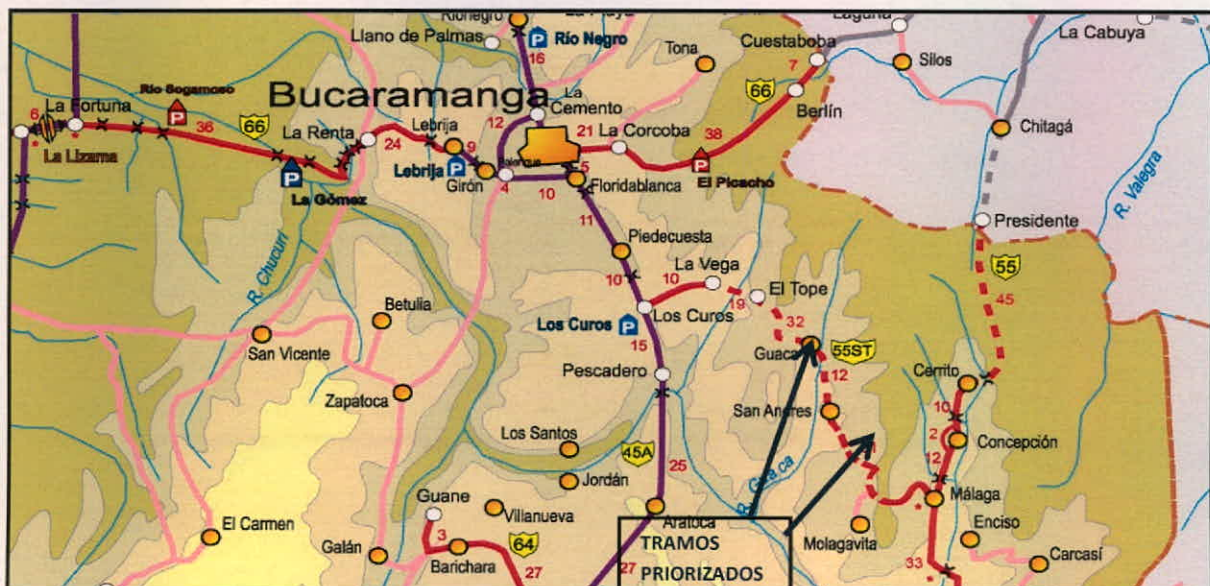 Rionegro
Laguna
La Cabuya
Llano de Palmas
Río Negro
Tona
Cuestaboba
Silos
16
7
Río Sogamoso
La
Bucaramanga
Cemento
66
Berlín
6
La Fortuna
36
66
La Renta
Lebrija
12
21
La Corcoba
38
Chitagá
La Lizama
24
9
5
Lebrija
Girón
4
10
Floridablanca
El Picacho
La Gómez
R. Valegra
11
Presidente
R. Chucurí
Piedecuesta
La Vega
55
10
10
El Tope
45
Betulia
19
Los Curos
Los Curos
32
San Vicente
15
Guaca
55ST
Pescadero
12
Cerrito
Zapatoca
San Andres
10
Los Santos
2
Concepción
45A
12
Jordán
25
R. Guaca
Guane
Málaga
Villanueva
Enciso
El Carmen
Aratoca
Molagavita
TRAMOS
Galán
3
64
Carcasí
Barichara
27
27
PRIORIZADOS
33